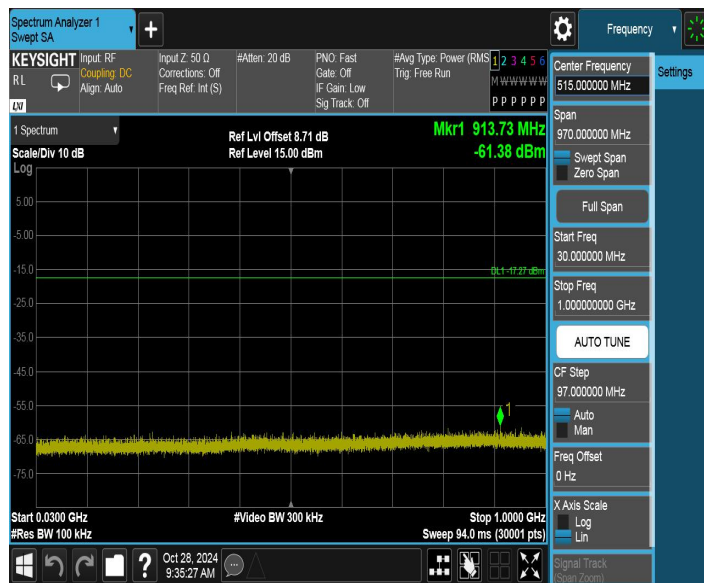 Spectrum Analyzer 1
Swept SA
+
Frequency
KEYSIGHT
RL
LXI
Input: RF
Coupling: DC
Align: Auto
Input Z: 50 Ω
Corrections: Off
Freq Ref: Int (S)
#Atten: 20 dB
PNO: Fast
Gate: Off
IF Gain: Low
Sig Track: Off
#Avg Type: Power (RMS
Trig: Free Run
1 2 3 4 5 6
M W W W W W
P P P P P P
Settings
Center Frequency
515.000000 MHz
Span
970.000000 MHz
Swept Span
Zero Span
Full Span
Start Freq
30.000000 MHz
Stop Freq
1.000000000 GHz
AUTO TUNE
CF Step
97.000000 MHz
Auto
Man
Freq Offset
0 Hz
X Axis Scale
Log
Lin
Signal Track
(Span Zoom)
1 Spectrum
Scale/Div 10 dB
Ref Lvl Offset 8.71 dB
Ref Level 15.00 dBm
Mkr1 913.73 MHz
-61.38 dBm
Log
5.00
-5.00
-15.0
DL1 -17.27 dBm
-25.0
-35.0
-45.0
-55.0
1
-65.0
-75.0
Start 0.0300 GHz
#Res BW 100 kHz
#Video BW 300 kHz
Stop 1.0000 GHz
Sweep 94.0 ms (30001 pts)
?
Oct 28, 2024
9:35:27 AM